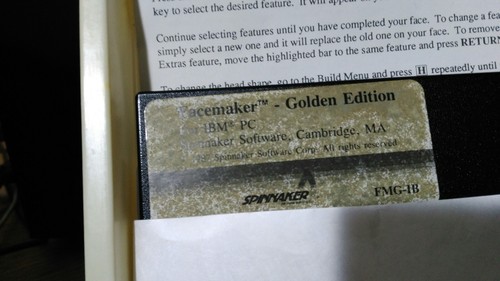 key to select the desired feature. It will appear
Continue selecting features until you have completed your face. To change a
simply select a new one and it will replace the old one on your face. To remove
Extras feature, move the highlighted bar to the same feature and press RETURN
To change the head shape, go to the Build Menu and press H repeatedly until
Facemaker™ - Golden Edition
for IBM® PC
Spinnaker Software, Cambridge, MA
Spinnaker Software Corp. All rights reserved
SPINNAKER
FMG-IB